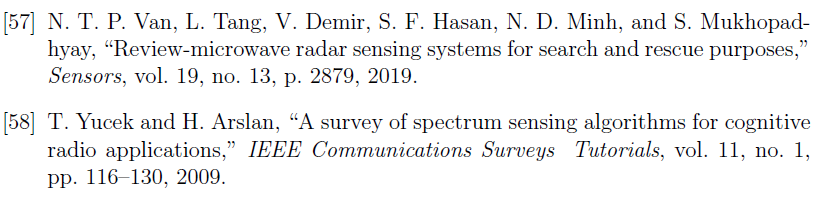 [57] N. T. P. Van, L. Tang, V. Demir, S. F. Hasan, N. D. Minh, and S. Mukhopad-
hyay, “Review-microwave radar sensing systems for search and rescue purposes,”
Sensors, vol. 19, no. 13, p. 2879, 2019.
[58] T. Yucek and H. Arslan, “A survey of spectrum sensing algorithms for cognitive
radio applications,” IEEE Communications Surveys Tutorials, vol. 11, no. 1,
pp. 116–130, 2009.